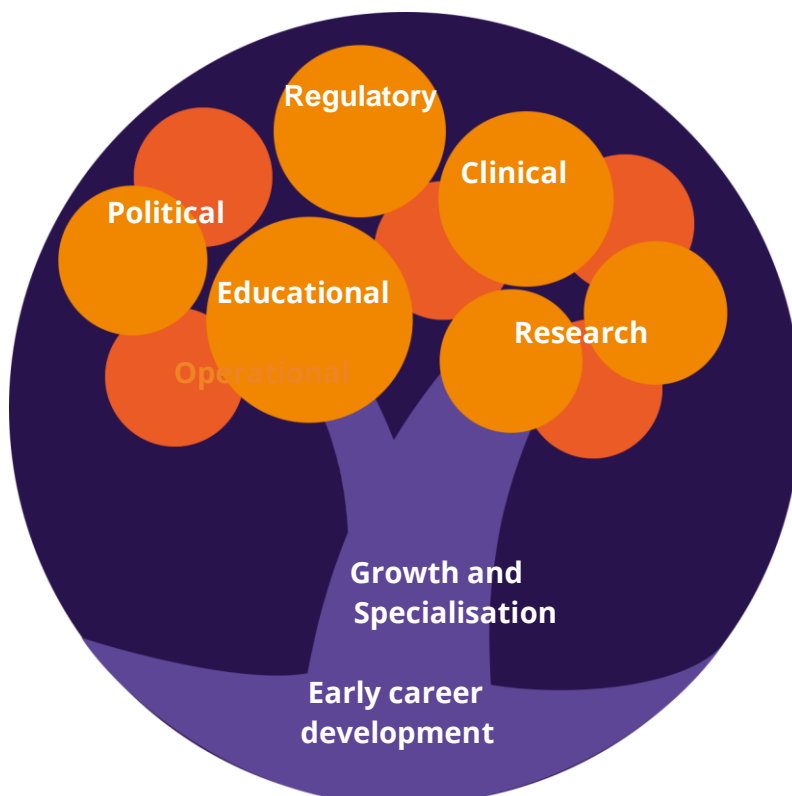 Regulatory
Clinical
Political
Educational
Research
Operational
Growth and
Specialisation
Early career
development